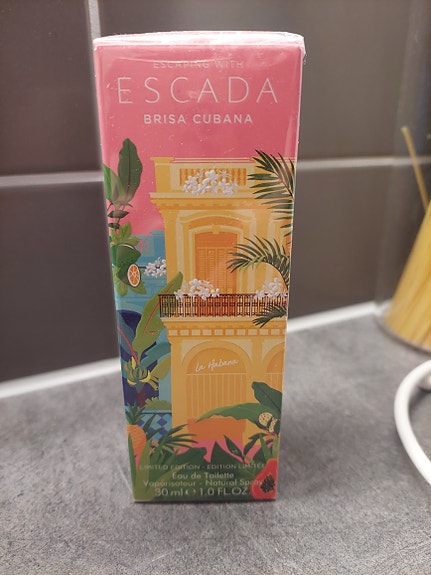 ESCAPING WITH
ESCADA
BRISA CUBANA
La Habana
LIMITED EDITION - EDITION LIMITÉE
Eau de Toilette
Vaporisateur - Natural Spray
30 ml e 1.0 FL.OZ.